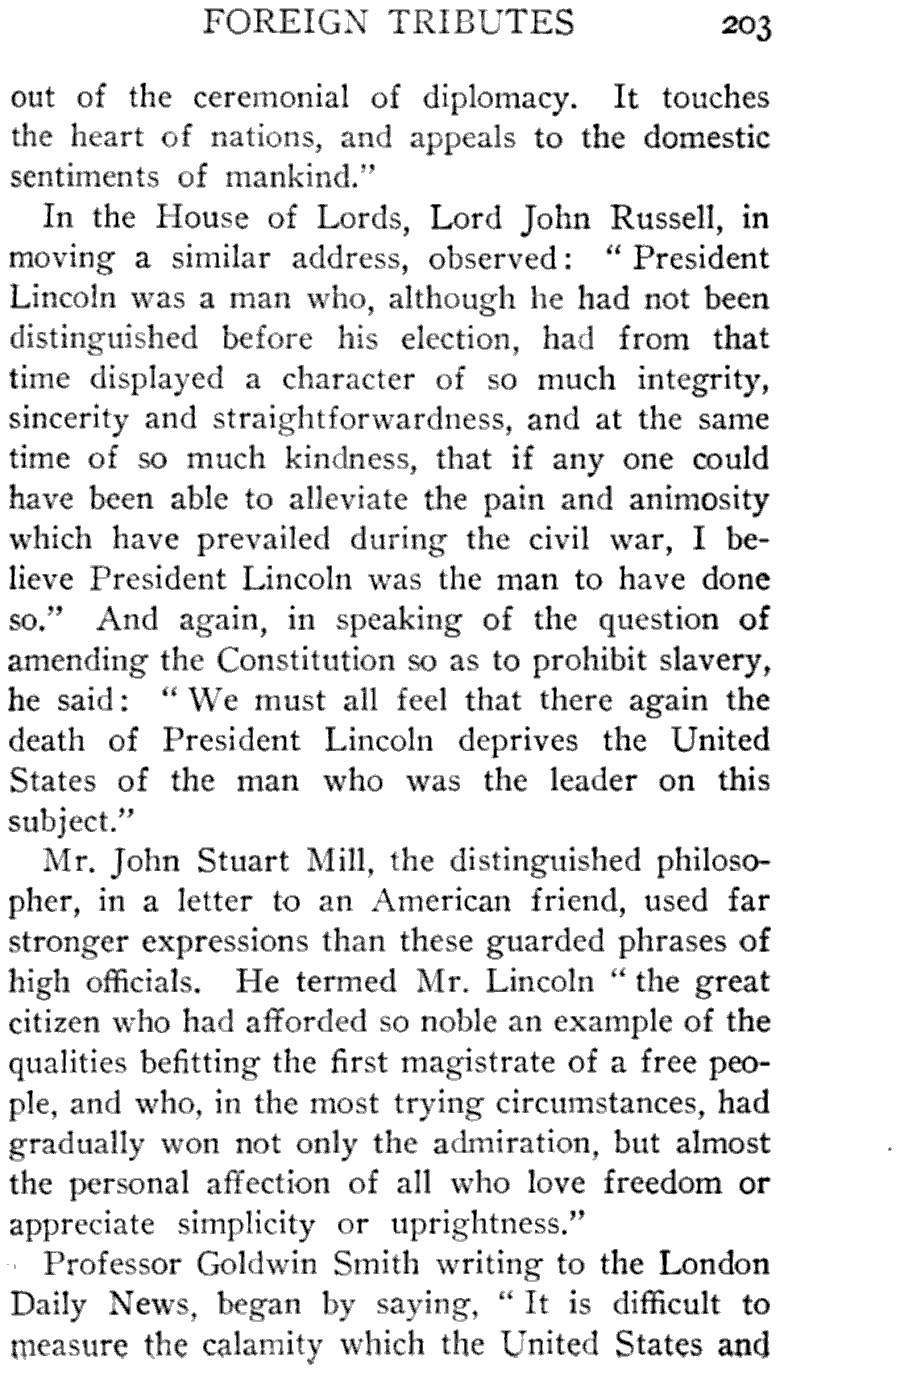 FOREIGN TRIBUTES 203
out of the ceremonial of diplomacy. It touches
the heart of nations, and appeals to the domestic
sentiments of mankind."
In the House of Lords, Lord John Russell, in
moving a similar address, observed: "President
Lincoln was a man who, although he had not been
distinguished before his election, had from that
time displayed a character of so much integrity,
sincerity and straightforwardness, and at the same
time of so much kindness, that if any one could
have been able to alleviate the pain and animosity
which have prevailed during the civil war, I be-
lieve President Lincoln was the man to have done
so." And again, in speaking of the question of
amending the Constitution so as to prohibit slavery,
he said: "We must all feel that there again the
death of President Lincoln deprives the United
States of the man who was the leader on this
subject."
Mr. John Stuart Mill, the distinguished philoso-
pher, in a letter to an American friend, used far
stronger expressions than these guarded phrases of
high officials. He termed Mr. Lincoln "the great
citizen who had afforded so noble an example of the
qualities befitting the first magistrate of a free peo-
ple, and who, in the most trying circumstances, had
gradually won not only the admiration, but almost
the personal affection of all who love freedom or
appreciate simplicity or uprightness."
Professor Goldwin Smith writing to the London
Daily News, began by saying, "It is difficult to
measure the calamity which the United States and